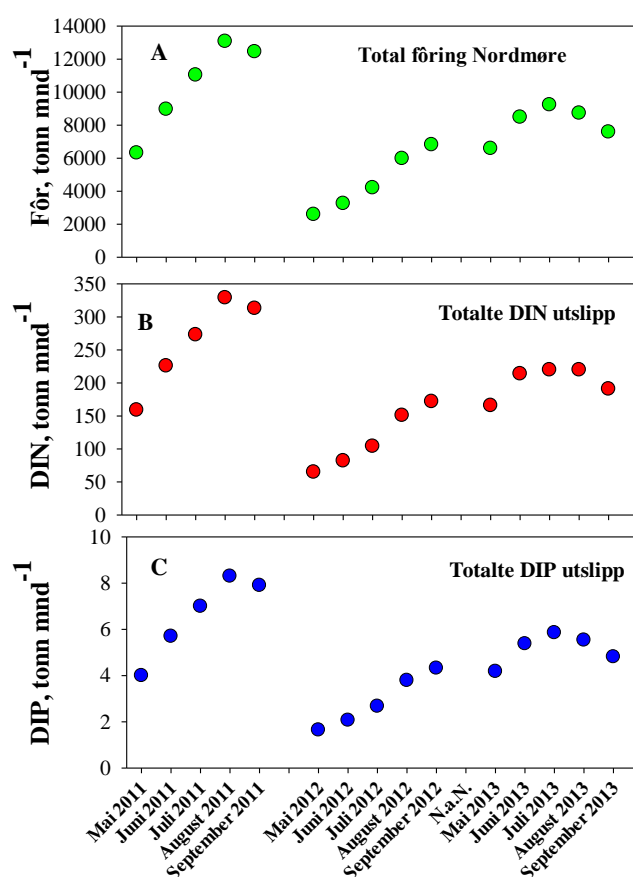 A
Total fôring Nordmøre
Fôr, tonn mnd-1
14000
12000
10000
8000
6000
4000
2000
0
B
Totalte DIN utslipp
DIN, tonn mnd-1
350
300
250
200
150
100
50
0
C
Totalte DIP utslipp
DIP, tonn mnd-1
10
8
6
4
2
0
Mai 2011
Juni 2011
Juli 2011
August 2011
September 2011
Mai 2012
Juni 2012
Juli 2012
August 2012
September 2012
N.a.N.
Mai 2013
Juni 2013
Juli 2013
August 2013
September 2013